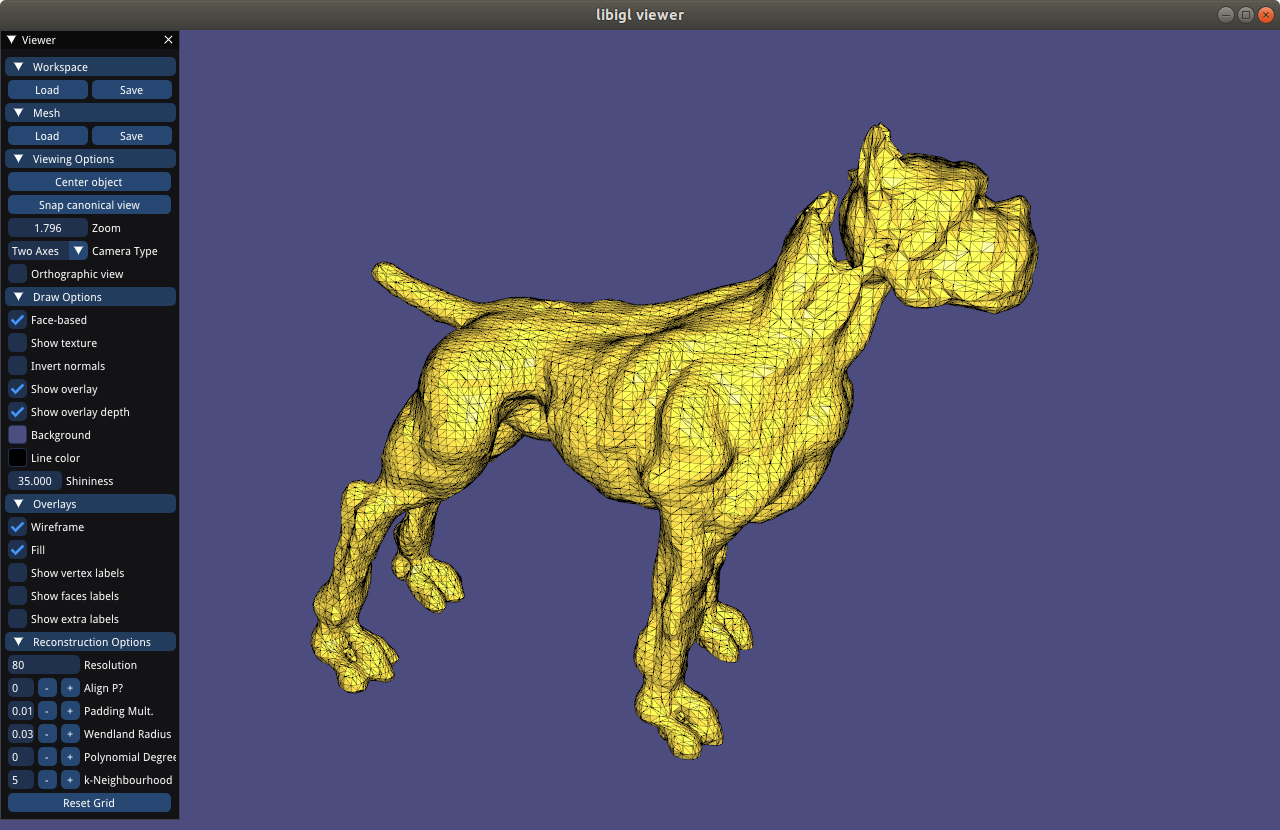 libigl viewer
Viewer
Workspace
Load Save
Mesh
Load Save
Viewing Options
Center object
Snap canonical view
1.796 Zoom
Two Axes Camera Type
Orthographic view
Draw Options
Face-based
Show texture
Invert normals
Show overlay
Show overlay depth
Background
Line color
35.000 Shininess
Overlays
Wireframe
Fill
Show vertex labels
Show faces labels
Show extra labels
Reconstruction Options
80 Resolution
0 - + Align P?
0.01 - + Padding Mult.
0.03 - + Wendland Radius
0 - + Polynomial Degree
5 - + k-Neighbourhood
Reset Grid